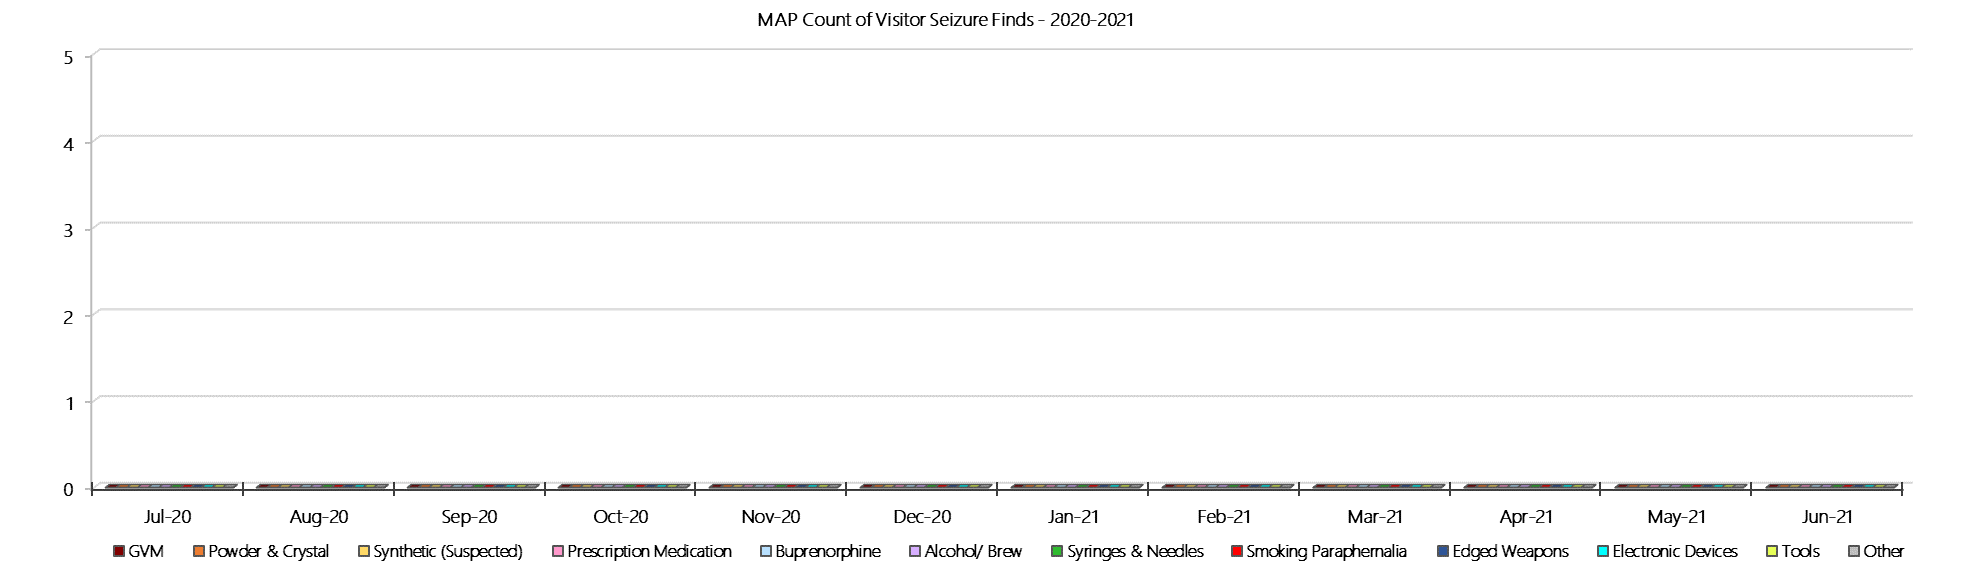 MAP Count of Visitor Seizure Finds - 2020-2021
5
4
3
2
1
0
Jul-20 Aug-20 Sep-20 Oct-20 Nov-20 Dec-20 Jan-21 Feb-21 Mar-21 Apr-21 May-21 Jun-21
GVM Powder & Crystal Synthetic (Suspected) Prescription Medication Buprenorphine Alcohol/ Brew Syringes & Needles Smoking Paraphernalia Edged Weapons Electronic Devices Tools Other